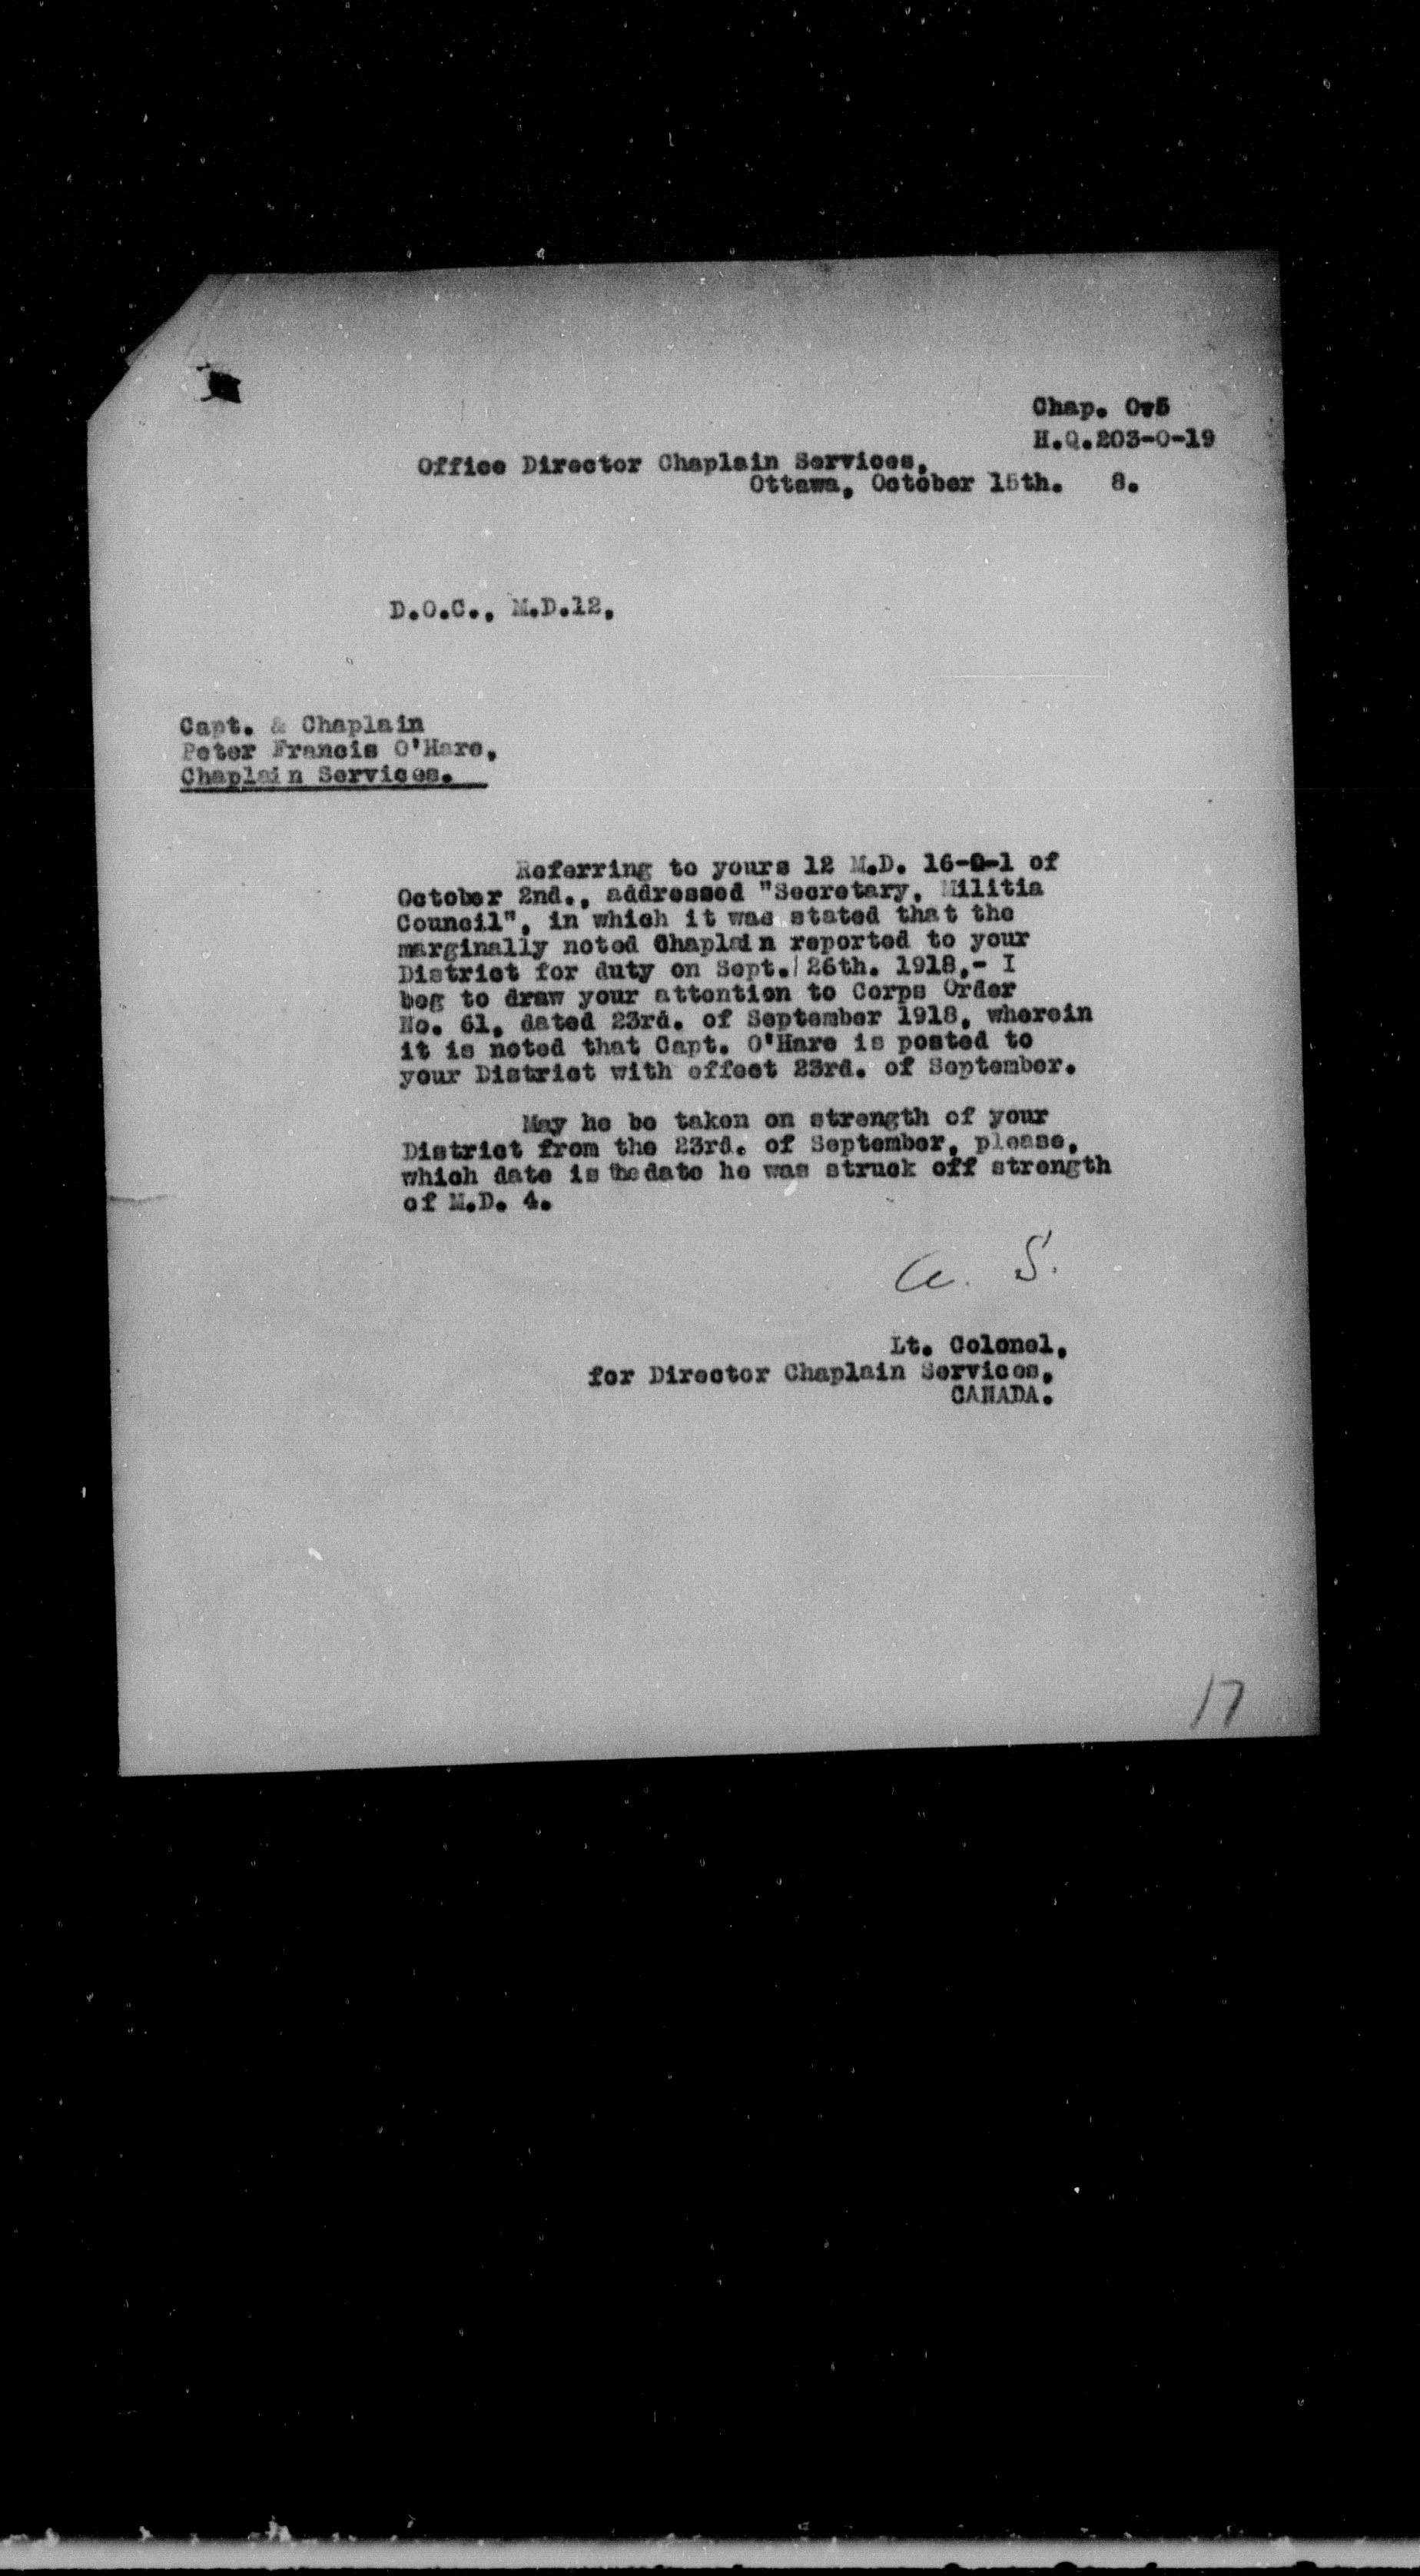 Chap. O-5
H.Q.203-O-19
Office Director Chaplain Services,
Ottawa, October 15th. 8.
D.O.C., M.D.12.
Capt. & Chaplain
Peter Francis O'Hare,
Chaplain Services.
Referring to yours 12 M.D. 16-O-1 of
October 2nd., addressed "Secretary, Militia
Council", in which it was stated that the
marginally noted Chaplain reported to your
District for duty on Sept. 26th. 1918,- I
beg to draw your attention to Corps Order
No. 61, dated 23rd. of September 1918, wherein
it is noted that Capt. O'Hare is posted to
your District with effect 23rd. of September.
May he be taken on strength of your
District from the 23rd. of September, please,
which date is the date he was struck off strength
of M.D. 4.
A. S.
Lt. Colonel,
for Director Chaplain Services,
CANADA.
17